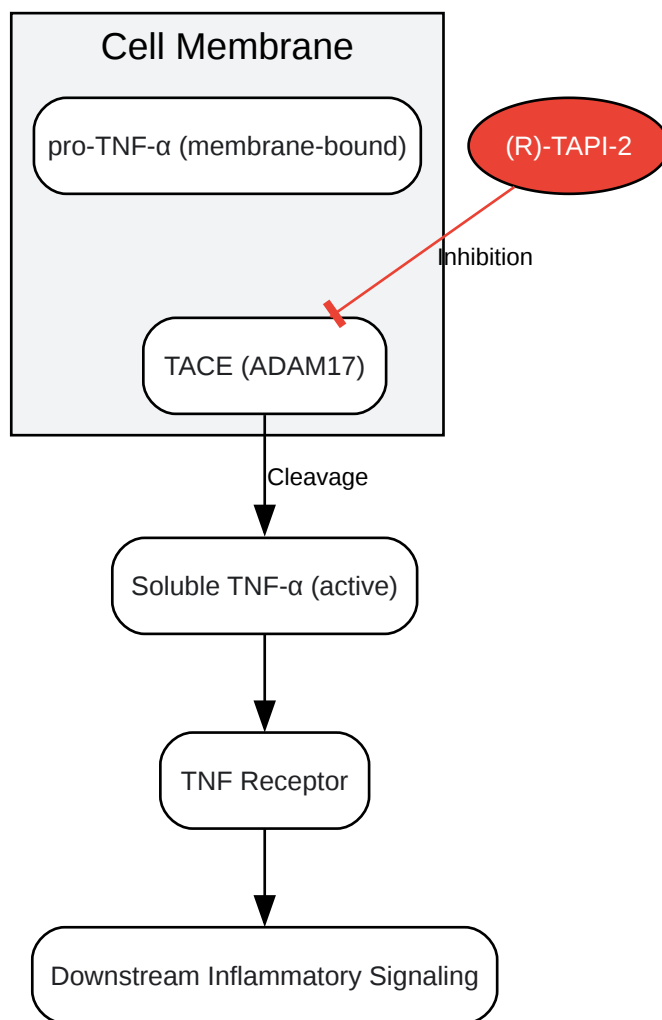 Cell Membrane
pro-TNF-α (membrane-bound)
(R)-TAPI-2
Inhibition
TACE (ADAM17)
Cleavage
Soluble TNF-α (active)
TNF Receptor
Downstream Inflammatory Signaling